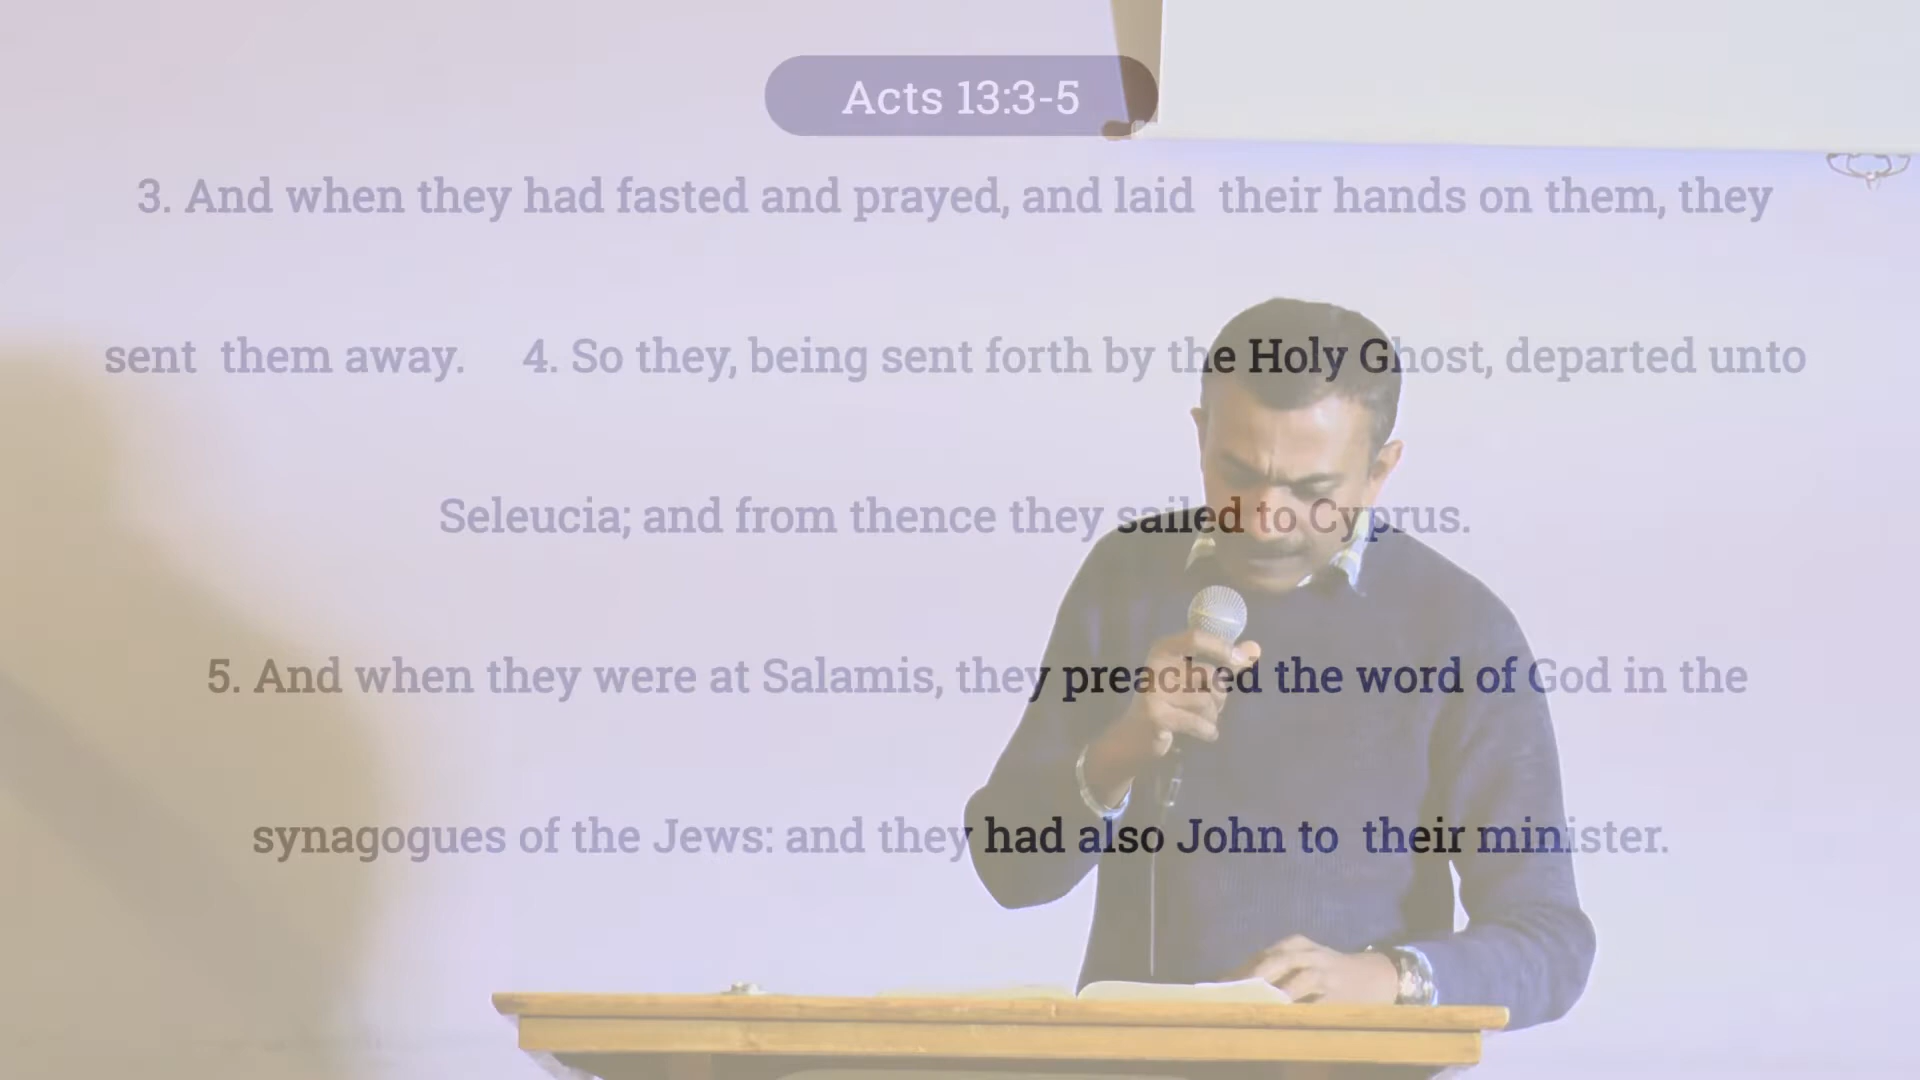 Acts 13:3-5
3. And when they had fasted and prayed, and laid their hands on them, they
sent them away. 4. So they, being sent forth by the Holy Ghost, departed unto
Seleucia; and from thence they sailed to Cyprus.
5. And when they were at Salamis, they preached the word of God in the
synagogues of the Jews: and they had also John to their minister.